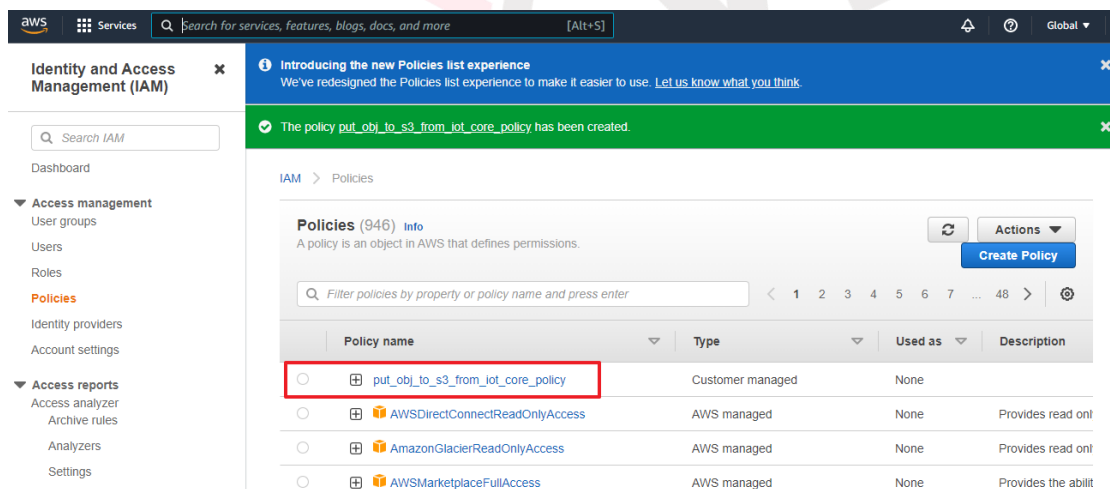 aws Services Search for services, features, blogs, docs, and more [Alt+S] Global
Identity and Access
Management (IAM)
Search IAM
Dashboard
Access management
User groups
Users
Roles
Policies
Identity providers
Account settings
Access reports
Access analyzer
Archive rules
Analyzers
Settings
Introducing the new Policies list experience
We've redesigned the Policies list experience to make it easier to use. Let us know what you think.
The policy put_obj_to_s3_from_iot_core_policy has been created.
IAM > Policies
Policies (946) Info
A policy is an object in AWS that defines permissions.
Actions
Create Policy
Filter policies by property or policy name and press enter
< 1 2 3 4 5 6 7 ... 48 >
Policy name Type Used as Description
put_obj_to_s3_from_iot_core_policy Customer managed None
AWSDirectConnectReadOnlyAccess AWS managed None Provides read onl
AmazonGlacierReadOnlyAccess AWS managed None Provides read onl
AWSMarketplaceFullAccess AWS managed None Provides the abilit